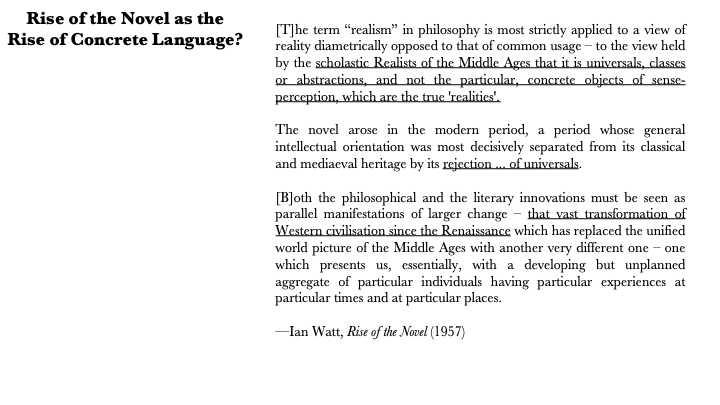 Rise of the Novel as the
Rise of Concrete Language?
[T]he term “realism” in philosophy is most strictly applied to a view of
reality diametrically opposed to that of common usage – to the view held
by the scholastic Realists of the Middle Ages that it is universals, classes
or abstractions, and not the particular, concrete objects of sense-
perception, which are the true 'realities'.
The novel arose in the modern period, a period whose general
intellectual orientation was most decisively separated from its classical
and mediaeval heritage by its rejection ... of universals.
[B]oth the philosophical and the literary innovations must be seen as
parallel manifestations of larger change – that vast transformation of
Western civilisation since the Renaissance which has replaced the unified
world picture of the Middle Ages with another very different one – one
which presents us, essentially, with a developing but unplanned
aggregate of particular individuals having particular experiences at
particular times and at particular places.
—Ian Watt, Rise of the Novel (1957)